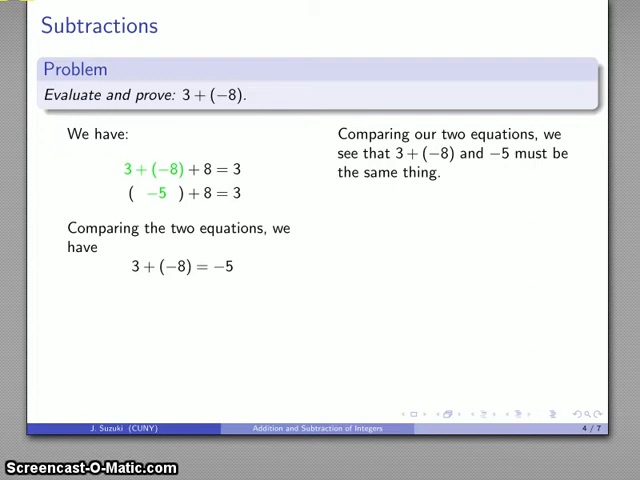 Subtractions
Problem
Evaluate and prove: 3 + (−8).
We have:
3 + (−8) + 8 = 3
( −5 ) + 8 = 3
Comparing the two equations, we
have
3 + (−8) = −5
Comparing our two equations, we
see that 3 + (−8) and −5 must be
the same thing.
J. Suzuki (CUNY)
Addition and Subtraction of Integers
4 / 7
Screencast-O-Matic.com